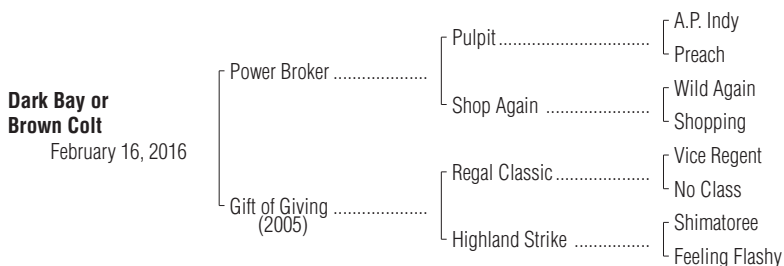 A.P. Indy
Pulpit................................
Preach
Power Broker ....................
Wild Again
Shop Again ......................
Shopping
Dark Bay or
Brown Colt
February 16, 2016
Vice Regent
Regal Classic ....................
No Class
Gift of Giving ....................
(2005)
Shimatoree
Highland Strike ................
Feeling Flashy